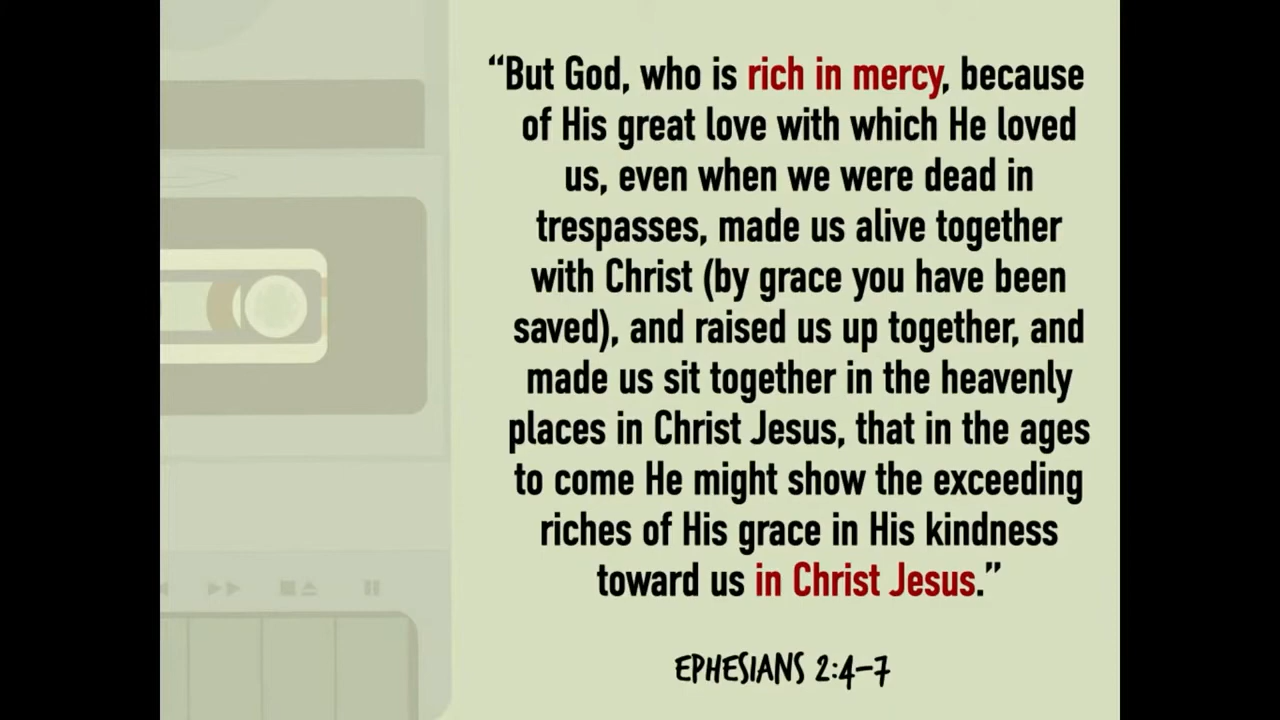 “But God, who is rich in mercy, because
of His great love with which He loved
us, even when we were dead in
trespasses, made us alive together
with Christ (by grace you have been
saved), and raised us up together, and
made us sit together in the heavenly
places in Christ Jesus, that in the ages
to come He might show the exceeding
riches of His grace in His kindness
toward us in Christ Jesus.”
EPHESIANS 2:4–7